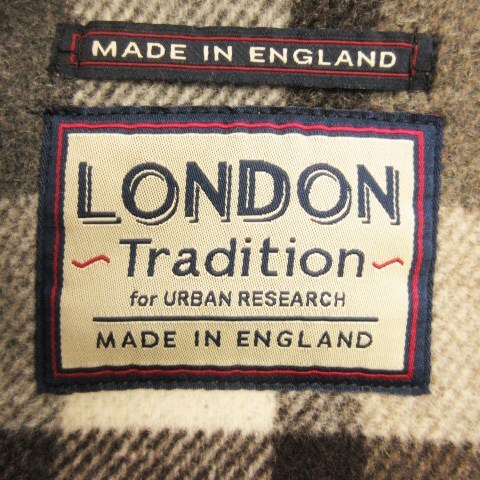 MADE IN ENGLAND
LONDON
~Tradition~
for URBAN RESEARCH
MADE IN ENGLAND